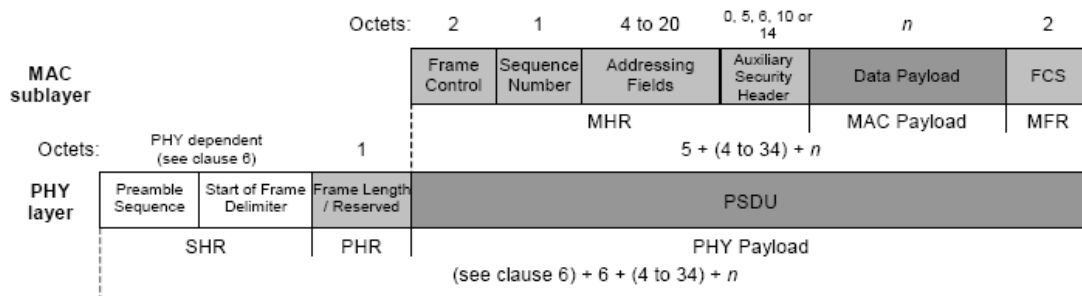 Octets: 2 1 4 to 20 0, 5, 6, 10 or 14 n 2
MAC sublayer
Frame Control
Sequence Number
Addressing Fields
Auxiliary Security Header
Data Payload
FCS
MHR MAC Payload MFR
Octets: PHY dependent (see clause 6) 1 5 + (4 to 34) + n
PHY layer
Preamble Sequence
Start of Frame Delimiter
Frame Length / Reserved
PSDU
SHR PHR PHY Payload
(see clause 6) + 6 + (4 to 34) + n